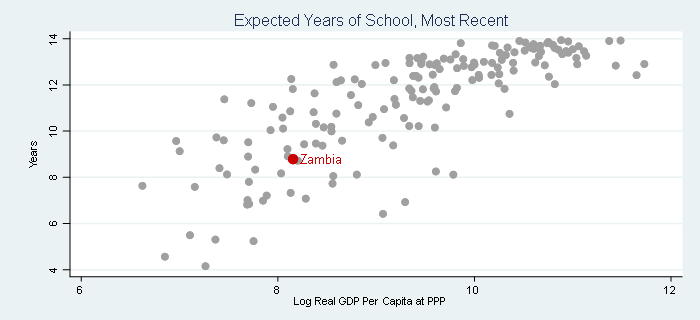 Expected Years of School, Most Recent
Years
14
12
10
8
6
4
Zambia
6
8
10
12
Log Real GDP Per Capita at PPP